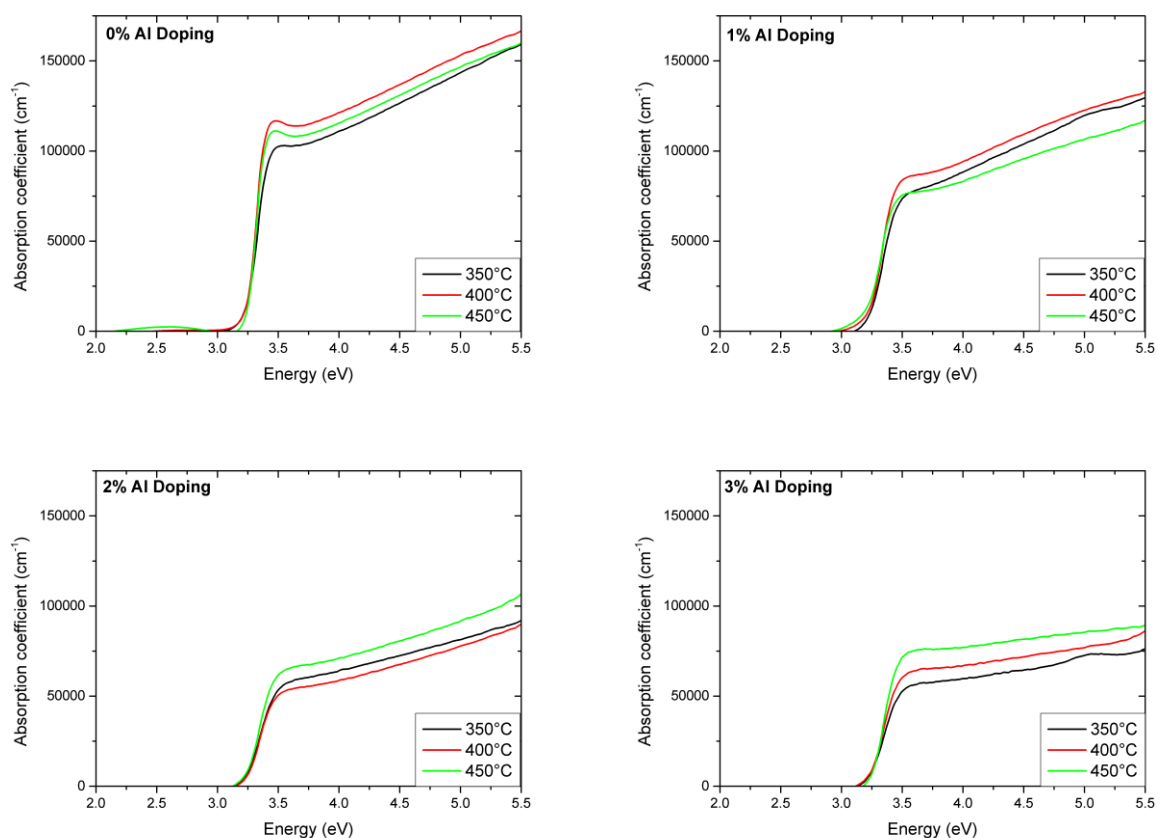 0% Al Doping
Absorption coefficient (cm⁻¹)
150000
100000
50000
0
2.0 2.5 3.0 3.5 4.0 4.5 5.0 5.5
Energy (eV)
350°C
400°C
450°C
1% Al Doping
Absorption coefficient (cm⁻¹)
150000
100000
50000
0
2.0 2.5 3.0 3.5 4.0 4.5 5.0 5.5
Energy (eV)
350°C
400°C
450°C
2% Al Doping
Absorption coefficient (cm⁻¹)
150000
100000
50000
0
2.0 2.5 3.0 3.5 4.0 4.5 5.0 5.5
Energy (eV)
350°C
400°C
450°C
3% Al Doping
Absorption coefficient (cm⁻¹)
150000
100000
50000
0
2.0 2.5 3.0 3.5 4.0 4.5 5.0 5.5
Energy (eV)
350°C
400°C
450°C